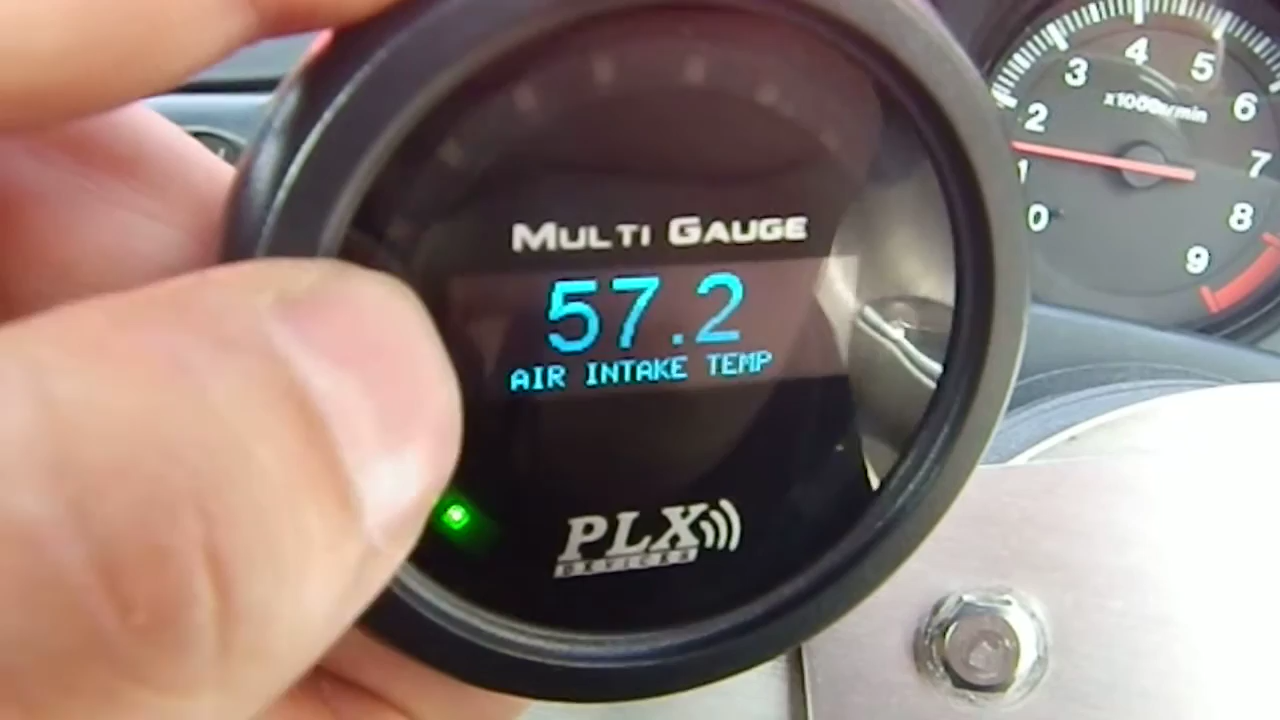 MULTI GAUGE
57.2
AIR INTAKE TEMP
PLX
DEVICES
0
1
2
3
4
5
6
7
8
9
x1000r/min